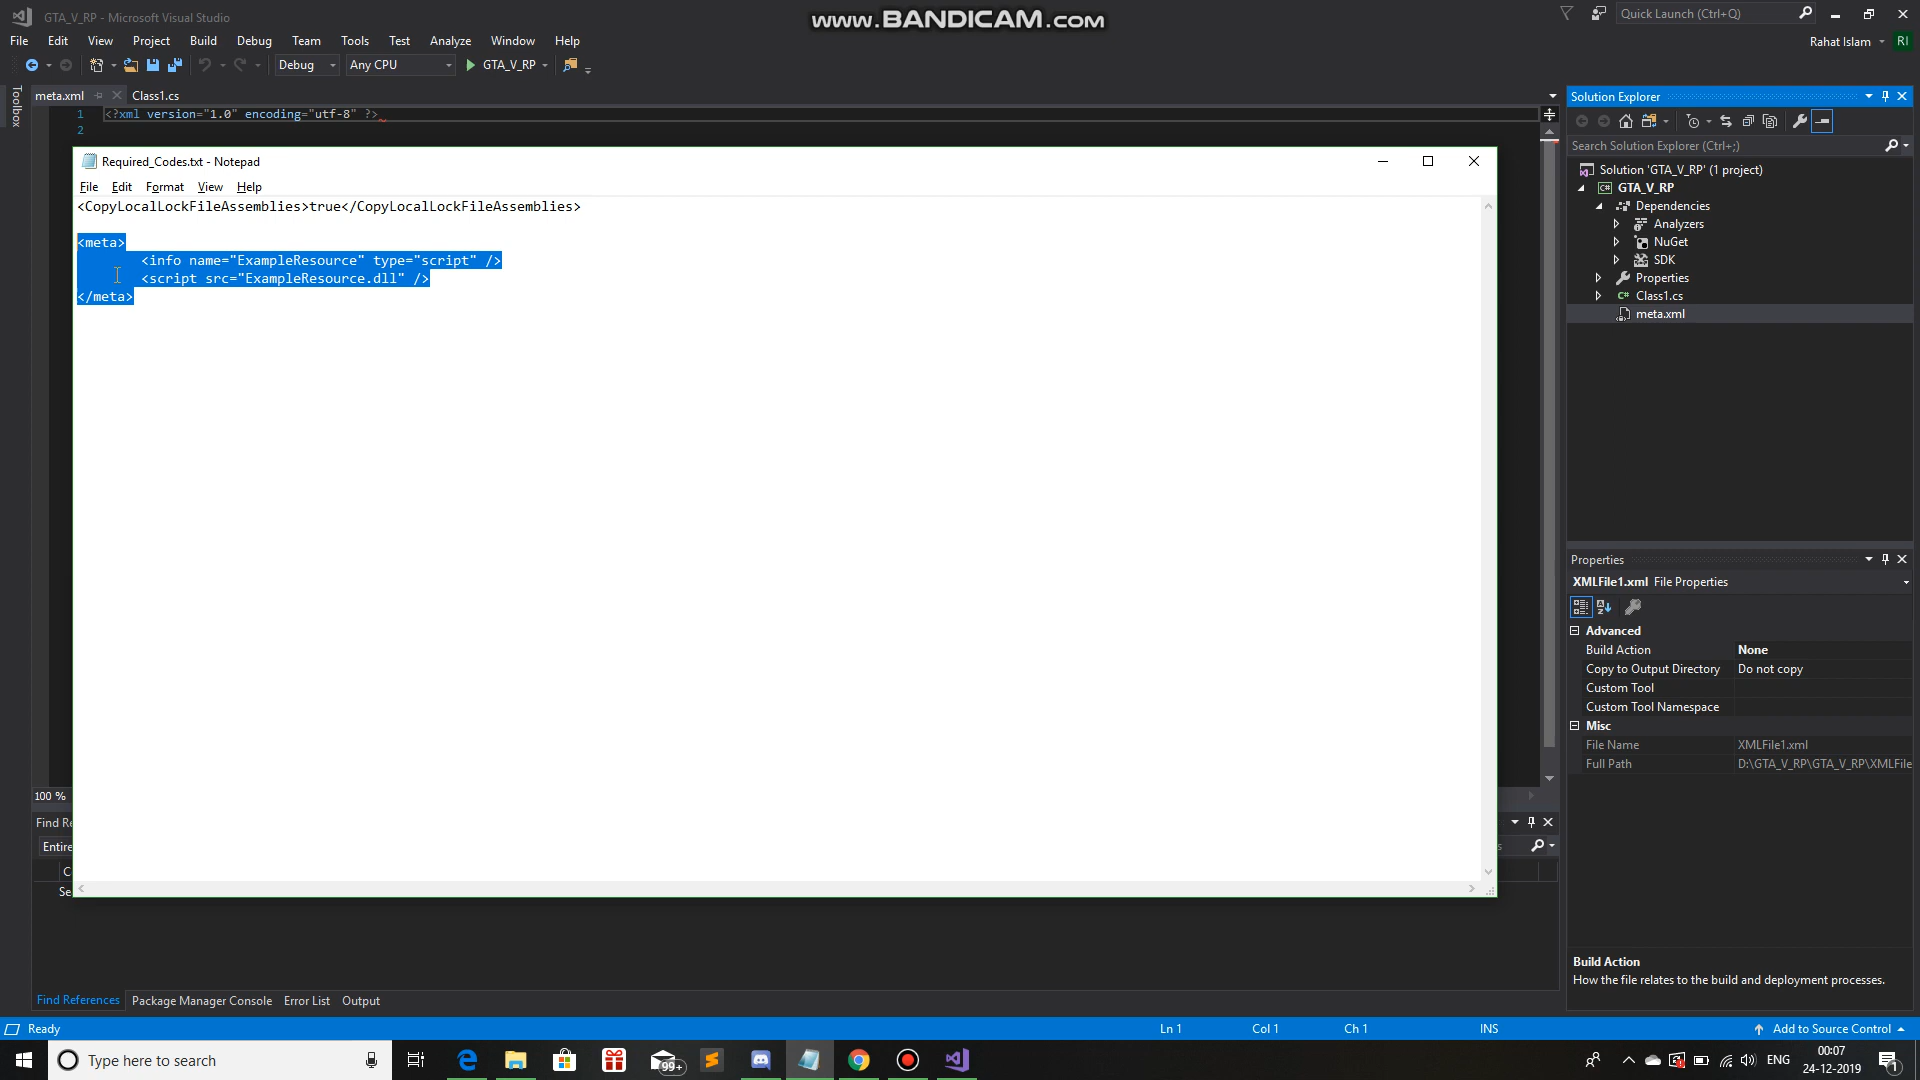 GTA_V_RP - Microsoft Visual Studio
www.BANDICAM.com
Quick Launch (Ctrl+Q)
File Edit View Project Build Debug Team Tools Test Analyze Window Help
Rahat Islam RI
Debug Any CPU GTA_V_RP
Toolbox
meta.xml Class1.cs
1 <?xml version="1.0" encoding="utf-8" ?>
2
Required_Codes.txt - Notepad
File Edit Format View Help
<CopyLocalLockFileAssemblies>true</CopyLocalLockFileAssemblies>
<meta>
<info name="ExampleResource" type="script" />
<script src="ExampleResource.dll" />
</meta>
100 %
Find Re
Entire
C
Se
s
Find References Package Manager Console Error List Output
Solution Explorer
Search Solution Explorer (Ctrl+;)
Solution 'GTA_V_RP' (1 project)
C# GTA_V_RP
Dependencies
Analyzers
NuGet
SDK
Properties
C# Class1.cs
meta.xml
Properties
XMLFile1.xml File Properties
Advanced
Build Action None
Copy to Output Directory Do not copy
Custom Tool
Custom Tool Namespace
Misc
File Name XMLFile1.xml
Full Path D:\GTA_V_RP\GTA_V_RP\XMLFile
Build Action
How the file relates to the build and deployment processes.
Ready Ln 1 Col 1 Ch 1 INS Add to Source Control
Type here to search
99+
ENG
00:07
24-12-2019
1